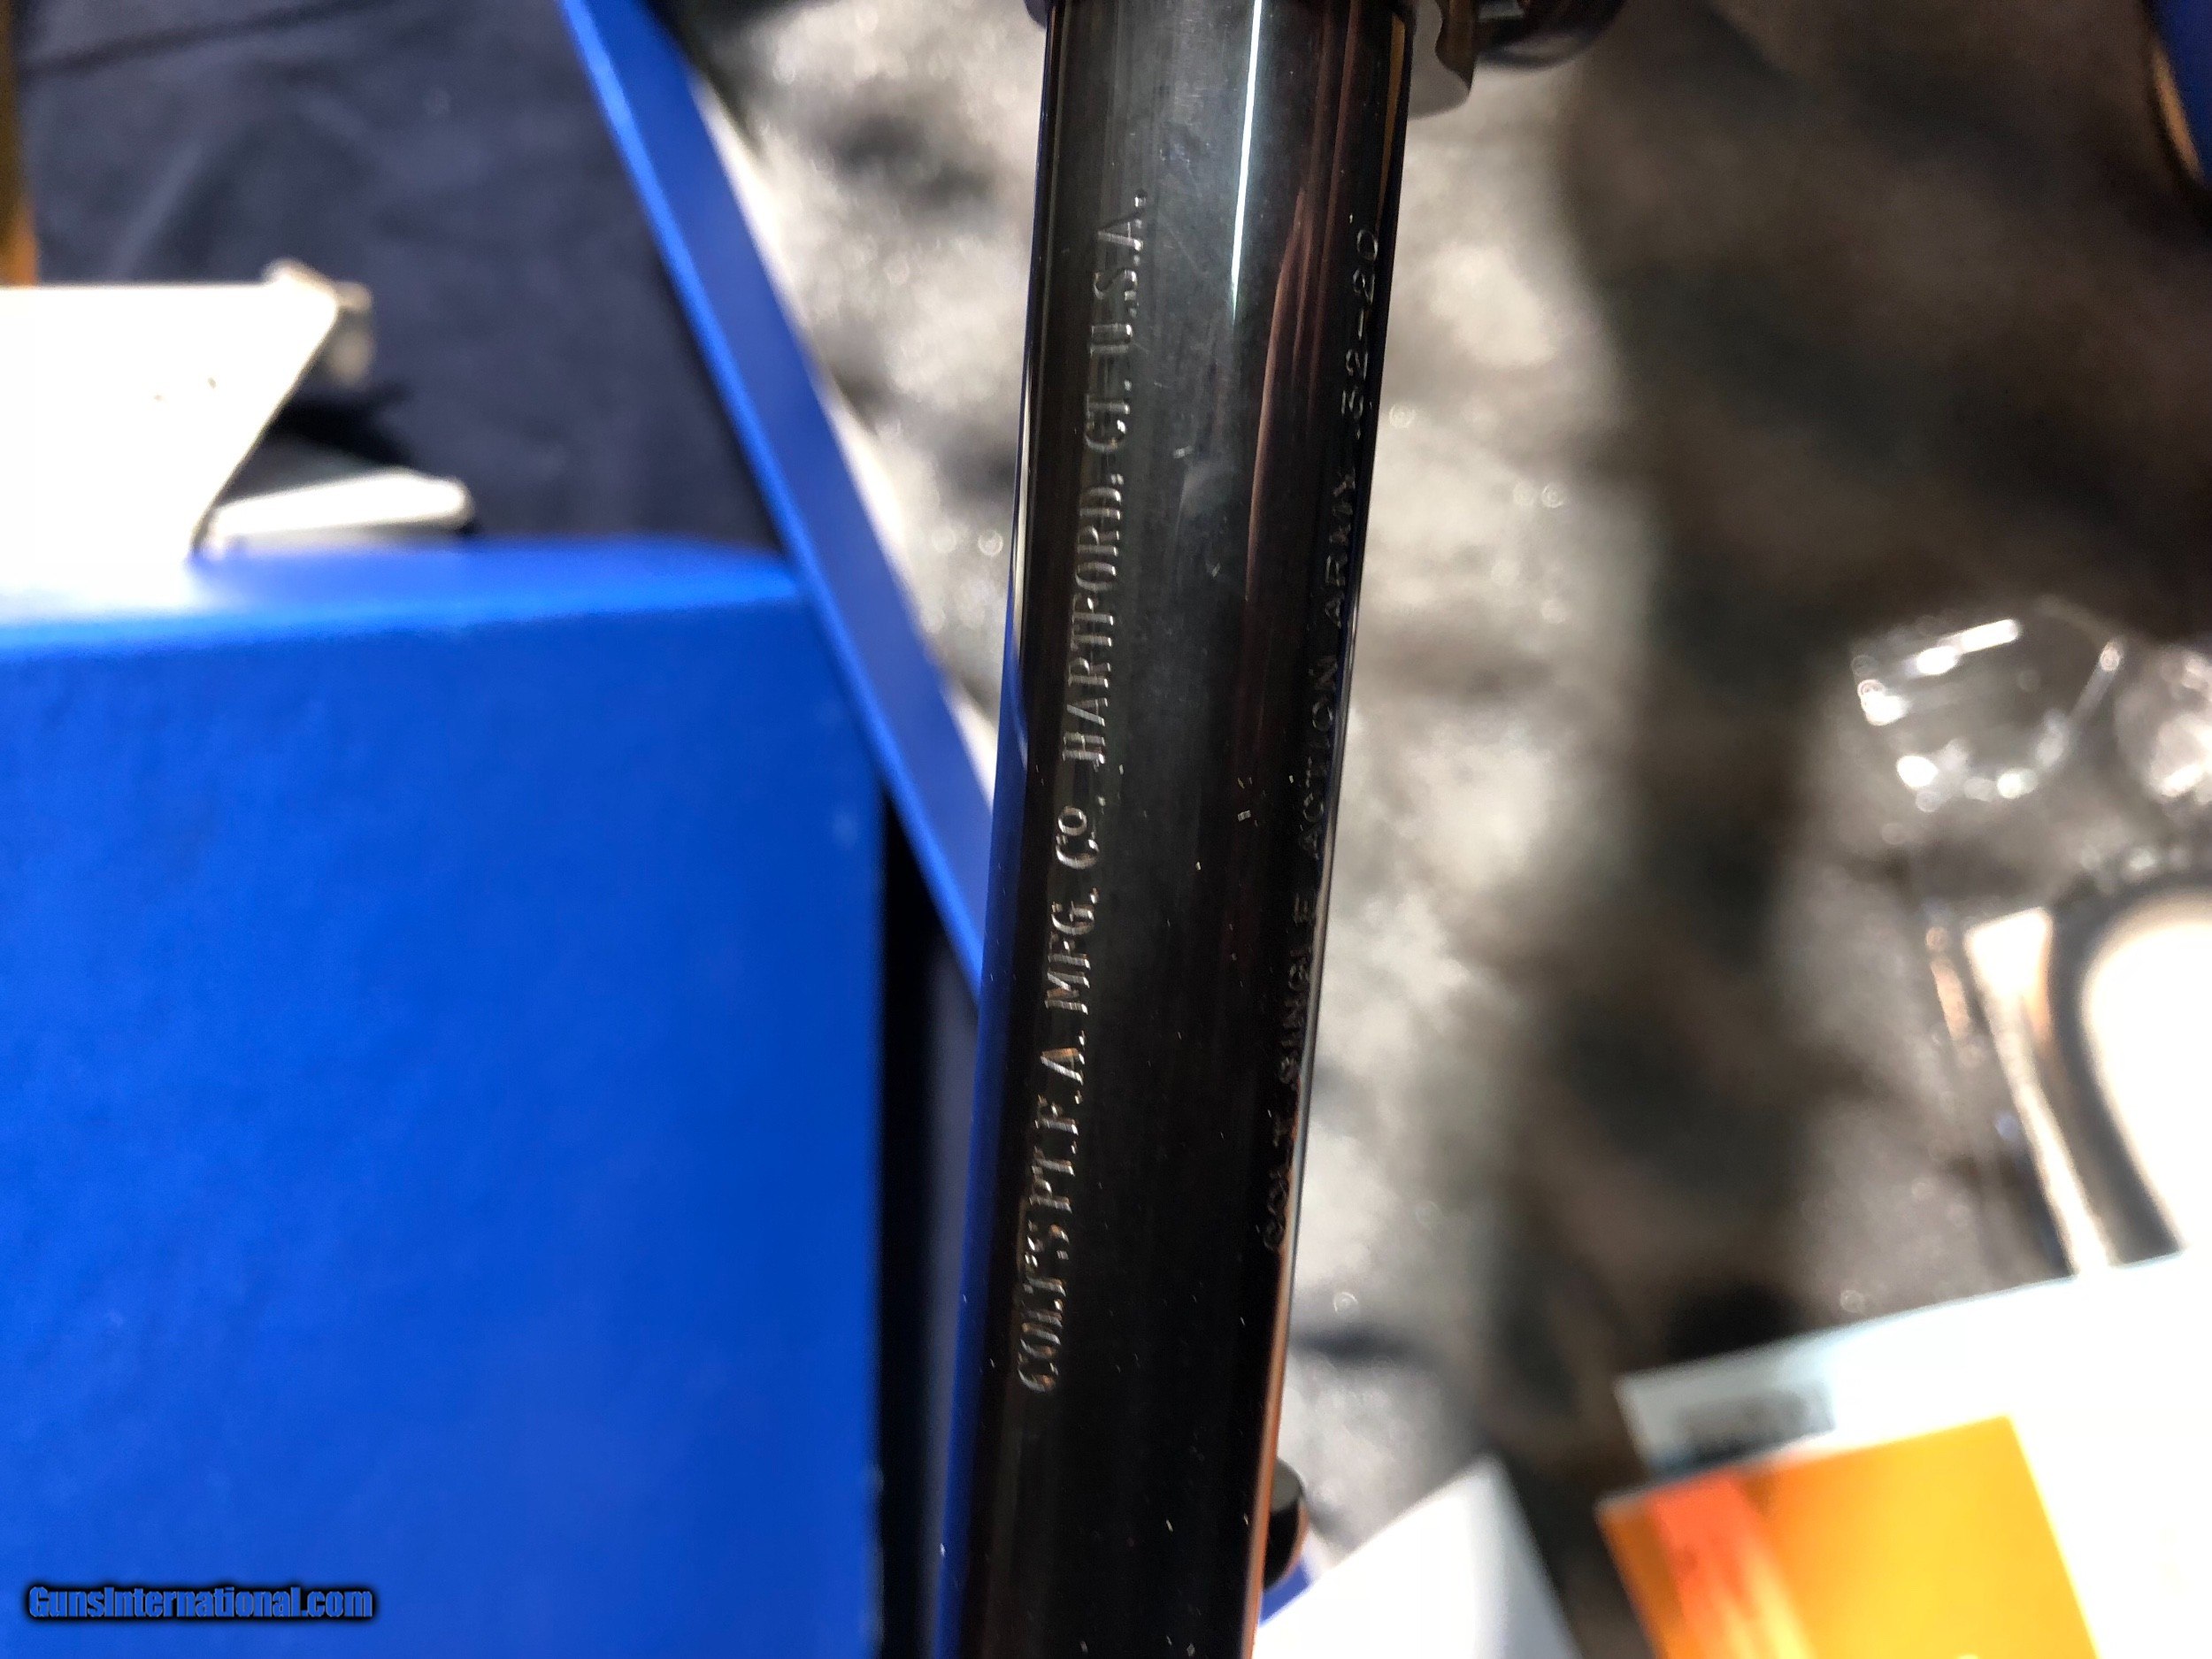 COLT'S PT. F. A. MFG. Co. HARTFORD, CT. U.S.A.
COLT SINGLE ACTION ARMY .32-20
GunsInternational.com